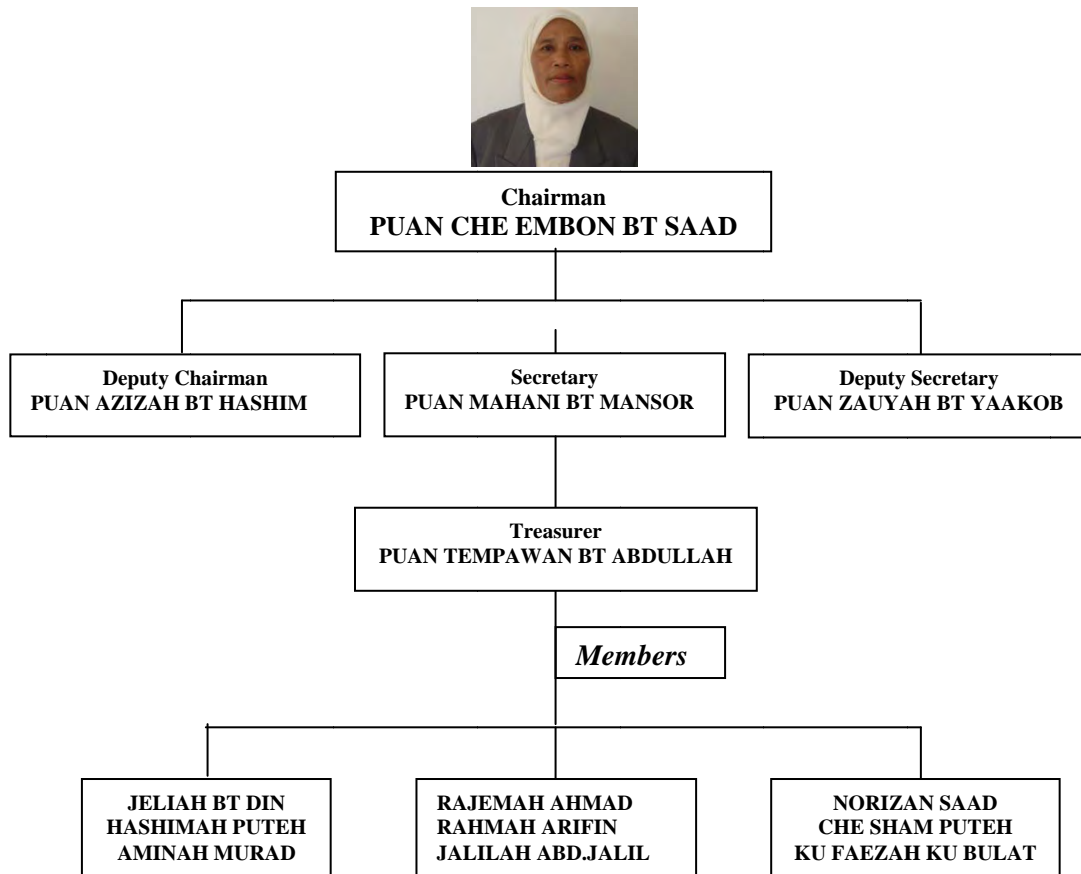 Chairman
PUAN CHE EMBON BT SAAD
Deputy Chairman
PUAN AZIZAH BT HASHIM
Secretary
PUAN MAHANI BT MANSOR
Deputy Secretary
PUAN ZAUYAH BT YAAKOB
Treasurer
PUAN TEMPAWAN BT ABDULLAH
Members
JELIAH BT DIN
HASHIMAH PUTEH
AMINAH MURAD
RAJEMAH AHMAD
RAHMAH ARIFIN
JALILAH ABD.JALIL
NORIZAN SAAD
CHE SHAM PUTEH
KU FAEZAH KU BULAT